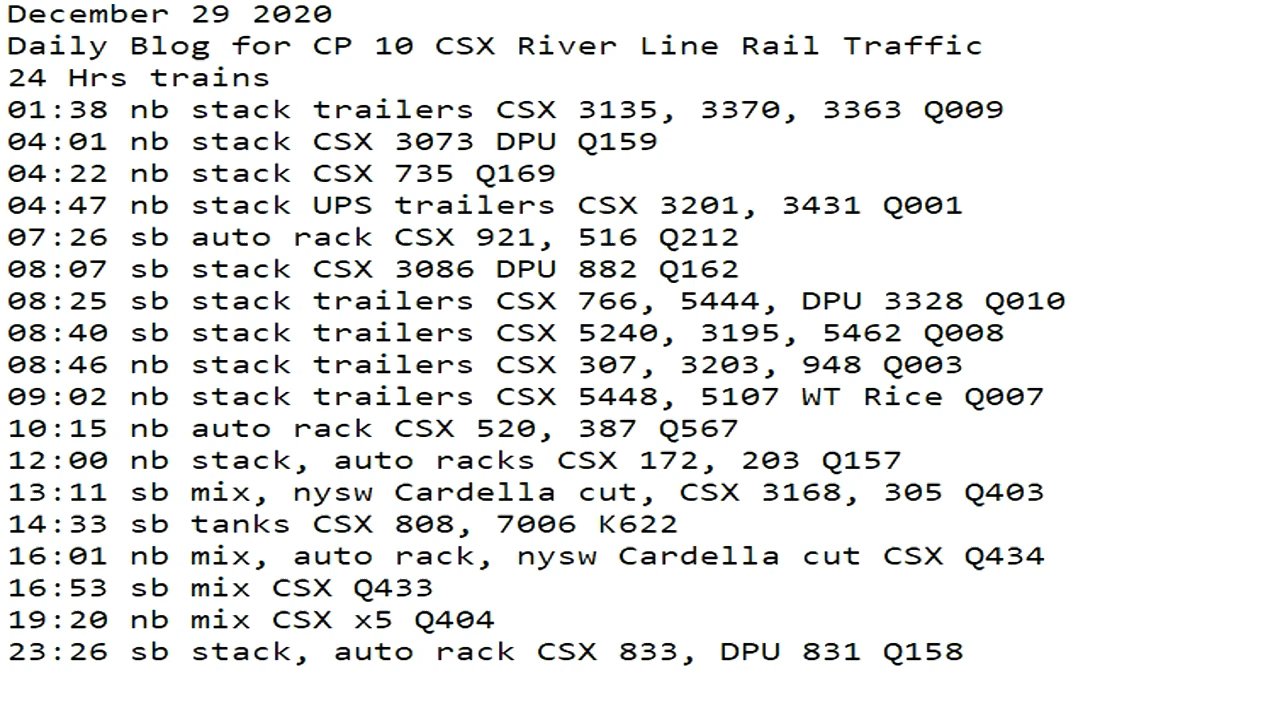 December 29 2020
Daily Blog for CP 10 CSX River Line Rail Traffic
24 Hrs trains
01:38 nb stack trailers CSX 3135, 3370, 3363 Q009
04:01 nb stack CSX 3073 DPU Q159
04:22 nb stack CSX 735 Q169
04:47 nb stack UPS trailers CSX 3201, 3431 Q001
07:26 sb auto rack CSX 921, 516 Q212
08:07 sb stack CSX 3086 DPU 882 Q162
08:25 sb stack trailers CSX 766, 5444, DPU 3328 Q010
08:40 sb stack trailers CSX 5240, 3195, 5462 Q008
08:46 nb stack trailers CSX 307, 3203, 948 Q003
09:02 nb stack trailers CSX 5448, 5107 WT Rice Q007
10:15 nb auto rack CSX 520, 387 Q567
12:00 nb stack, auto racks CSX 172, 203 Q157
13:11 sb mix, nysw Cardella cut, CSX 3168, 305 Q403
14:33 sb tanks CSX 808, 7006 K622
16:01 nb mix, auto rack, nysw Cardella cut CSX Q434
16:53 sb mix CSX Q433
19:20 nb mix CSX x5 Q404
23:26 sb stack, auto rack CSX 833, DPU 831 Q158